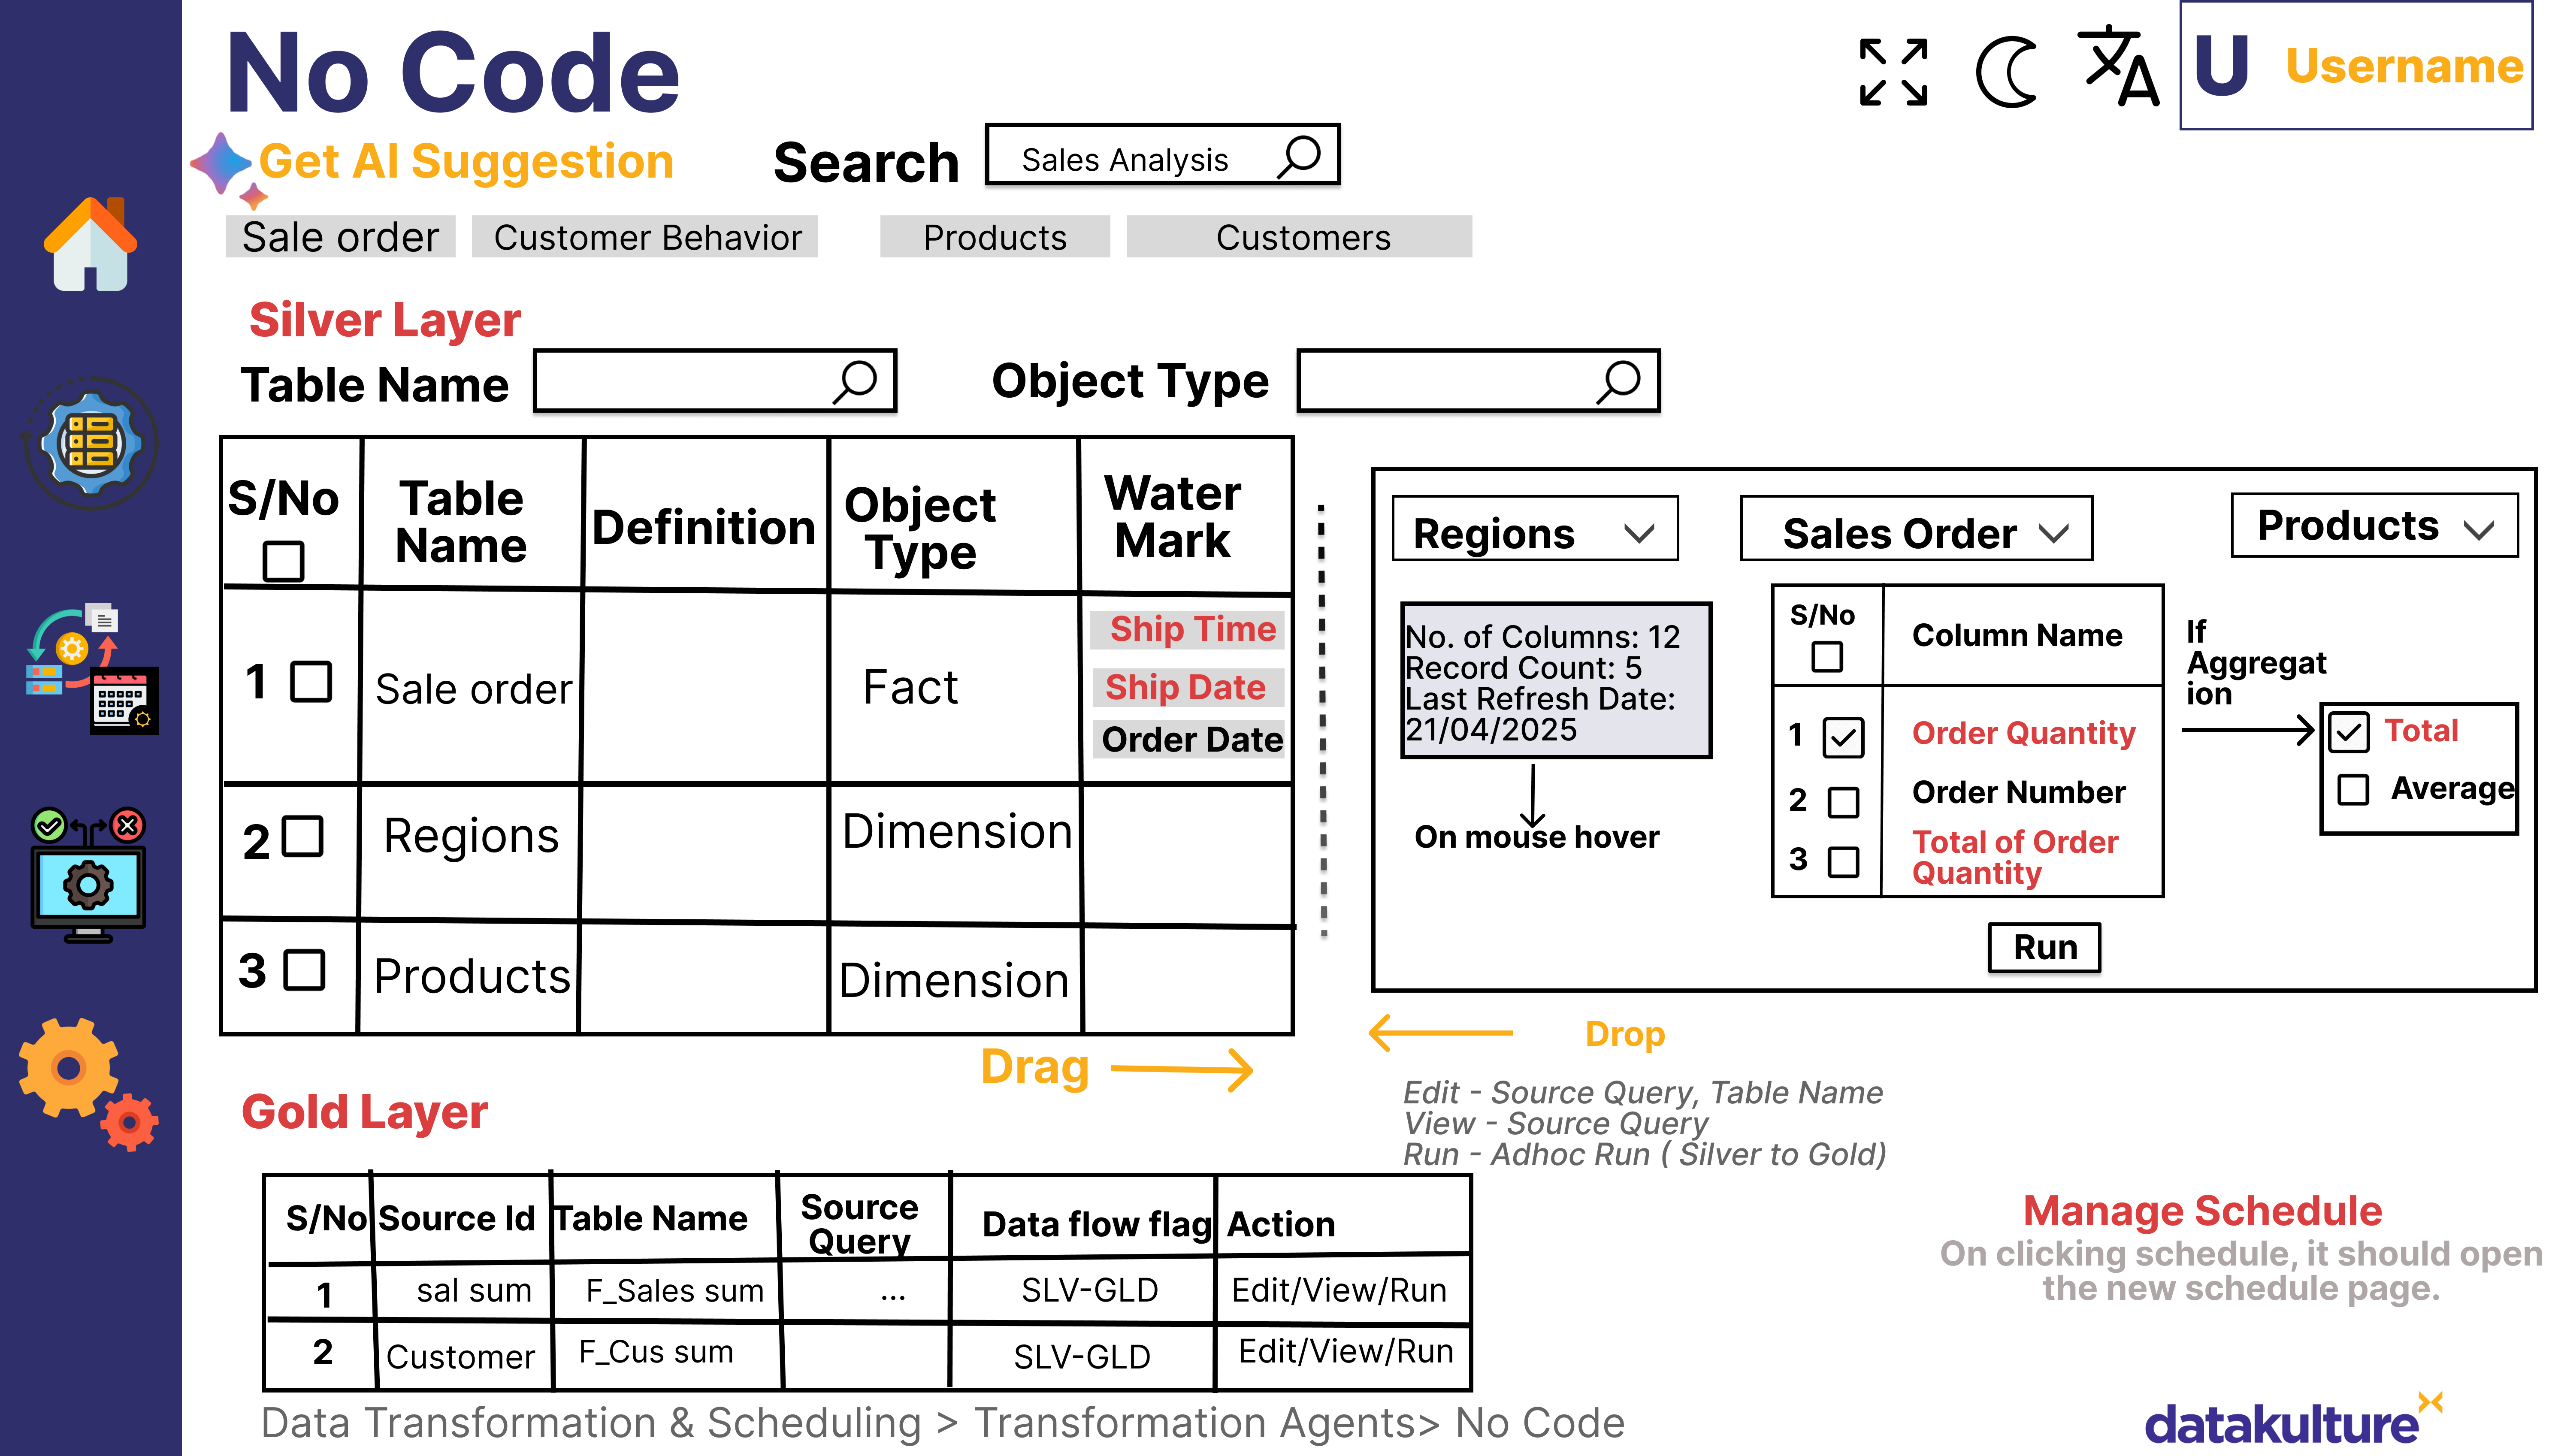 No Code
U Username
Get AI Suggestion
Search
Sales Analysis
Sale order
Customer Behavior
Products
Customers
Silver Layer
Table Name
Object Type
S/No
Table
Name
Definition
Object
Type
Water
Mark
1
Sale order
Fact
Ship Time
Ship Date
Order Date
2
Regions
Dimension
3
Products
Dimension
Regions
Sales Order
Products
No. of Columns: 12
Record Count: 5
Last Refresh Date:
21/04/2025
On mouse hover
S/No
Column Name
1
Order Quantity
2
Order Number
3
Total of Order
Quantity
If
Aggregat
ion
Total
Average
Run
Drag
Drop
Edit - Source Query, Table Name
View - Source Query
Run - Adhoc Run ( Silver to Gold)
Gold Layer
S/No
Source Id
Table Name
Source
Query
Data flow flag
Action
1
sal sum
F_Sales sum
...
SLV-GLD
Edit/View/Run
2
Customer
F_Cus sum
SLV-GLD
Edit/View/Run
Manage Schedule
On clicking schedule, it should open
the new schedule page.
Data Transformation & Scheduling > Transformation Agents> No Code
datakulture